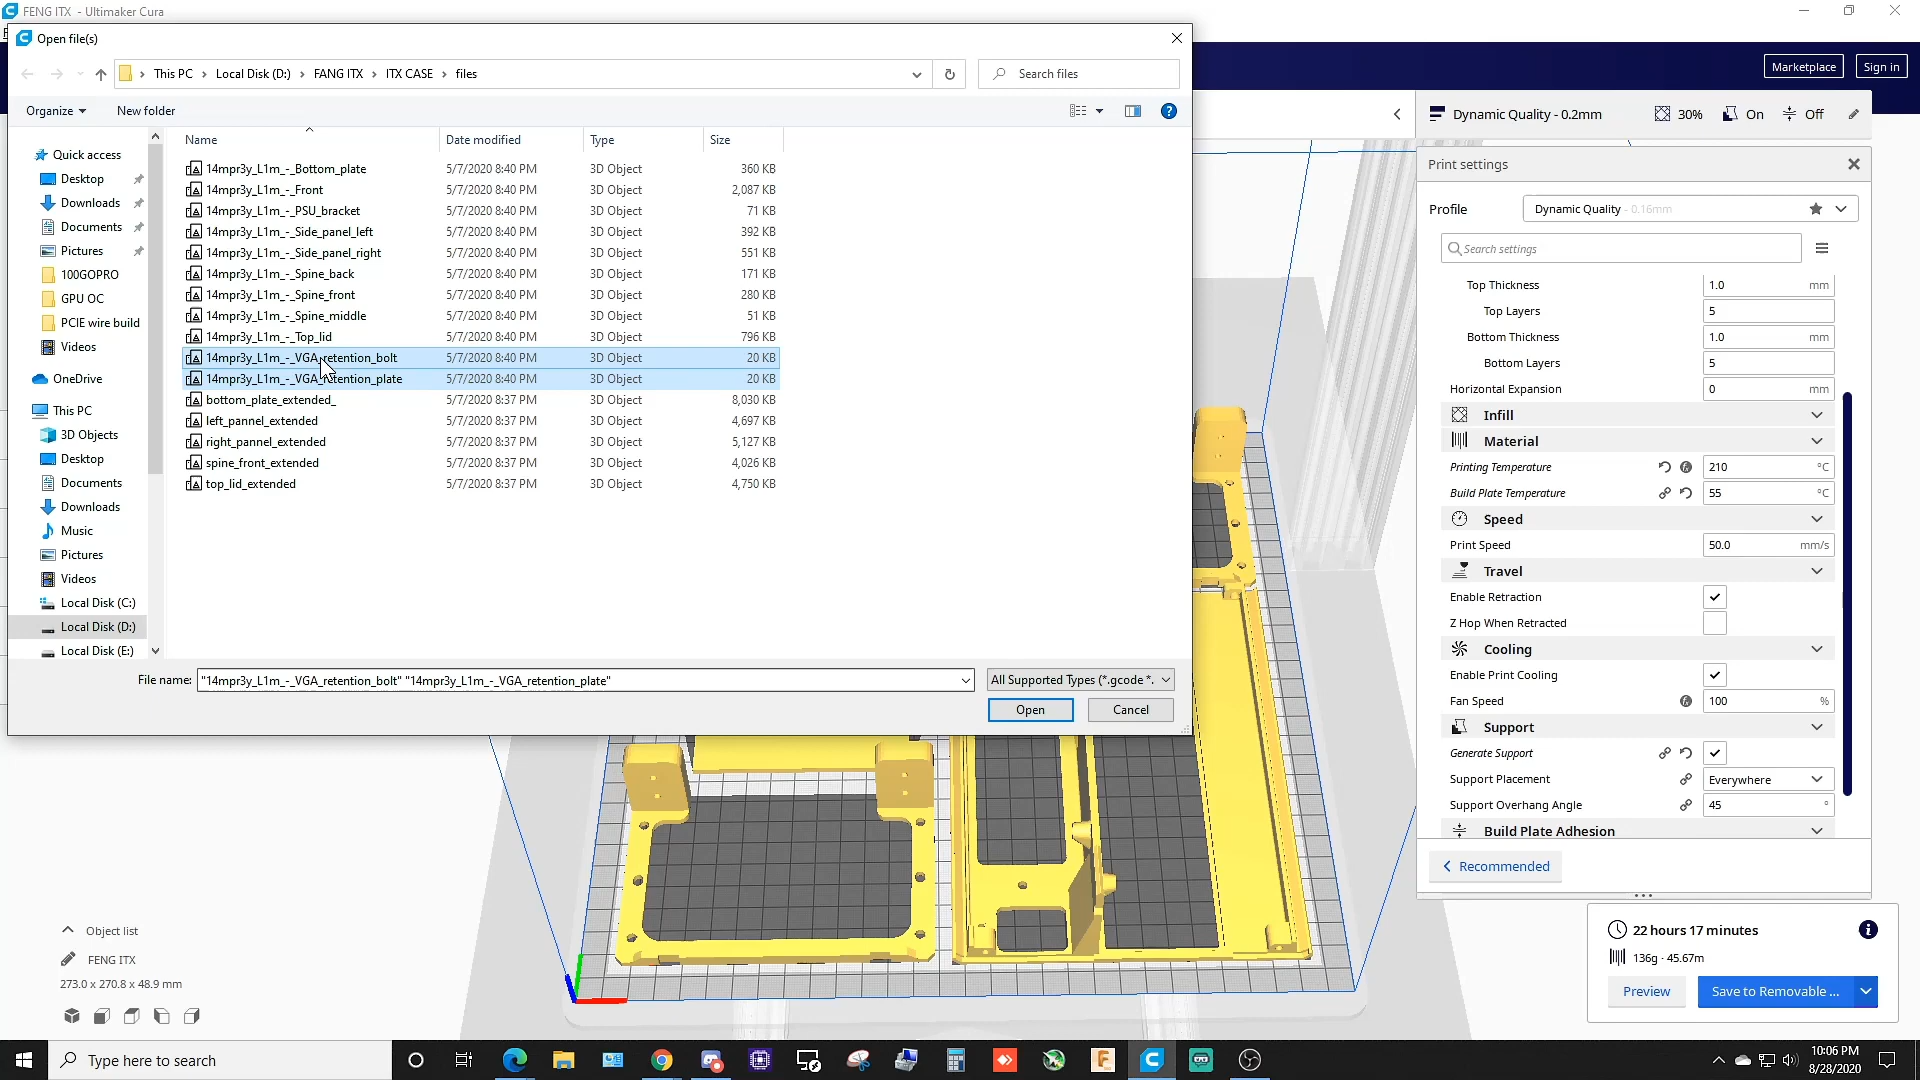 FENG ITX - Ultimaker Cura
Open file(s)
This PC > Local Disk (D:) > FANG ITX > ITX CASE > files
Search files
Organize
New folder
Marketplace
Sign in
Dynamic Quality - 0.2mm
30%
On
Off
Name
Date modified
Type
Size
14mpr3y_L1m_-_Bottom_plate 5/7/2020 8:40 PM 3D Object 360 KB
14mpr3y_L1m_-_Front 5/7/2020 8:40 PM 3D Object 2,087 KB
14mpr3y_L1m_-_PSU_bracket 5/7/2020 8:40 PM 3D Object 71 KB
14mpr3y_L1m_-_Side_panel_left 5/7/2020 8:40 PM 3D Object 392 KB
14mpr3y_L1m_-_Side_panel_right 5/7/2020 8:40 PM 3D Object 551 KB
14mpr3y_L1m_-_Spine_back 5/7/2020 8:40 PM 3D Object 171 KB
14mpr3y_L1m_-_Spine_front 5/7/2020 8:40 PM 3D Object 280 KB
14mpr3y_L1m_-_Spine_middle 5/7/2020 8:40 PM 3D Object 51 KB
14mpr3y_L1m_-_Top_lid 5/7/2020 8:40 PM 3D Object 796 KB
14mpr3y_L1m_-_VGA_retention_bolt 5/7/2020 8:40 PM 3D Object 20 KB
14mpr3y_L1m_-_VGA_retention_plate 5/7/2020 8:40 PM 3D Object 20 KB
bottom_plate_extended_ 5/7/2020 8:37 PM 3D Object 8,030 KB
left_pannel_extended 5/7/2020 8:37 PM 3D Object 4,697 KB
right_pannel_extended 5/7/2020 8:37 PM 3D Object 5,127 KB
spine_front_extended 5/7/2020 8:37 PM 3D Object 4,026 KB
top_lid_extended 5/7/2020 8:37 PM 3D Object 4,750 KB
Quick access
Desktop
Downloads
Documents
Pictures
100GOPRO
GPU OC
PCIE wire build
Videos
OneDrive
This PC
3D Objects
Desktop
Documents
Downloads
Music
Pictures
Videos
Local Disk (C:)
Local Disk (D:)
Local Disk (E:)
File name: "14mpr3y_L1m_-_VGA_retention_bolt" "14mpr3y_L1m_-_VGA_retention_plate"
All Supported Types (*.gcode *.
Open
Cancel
Print settings
Profile
Dynamic Quality - 0.16mm
Search settings
Top Thickness 1.0 mm
Top Layers 5
Bottom Thickness 1.0 mm
Bottom Layers 5
Horizontal Expansion 0 mm
Infill
Material
Printing Temperature 210 °C
Build Plate Temperature 55 °C
Speed
Print Speed 50.0 mm/s
Travel
Enable Retraction
Z Hop When Retracted
Cooling
Enable Print Cooling
Fan Speed 100 %
Support
Generate Support
Support Placement Everywhere
Support Overhang Angle 45 °
Build Plate Adhesion
Recommended
22 hours 17 minutes
136g · 45.67m
Preview
Save to Removable ...
Object list
FENG ITX
273.0 x 270.8 x 48.9 mm
Type here to search
10:06 PM
8/28/2020